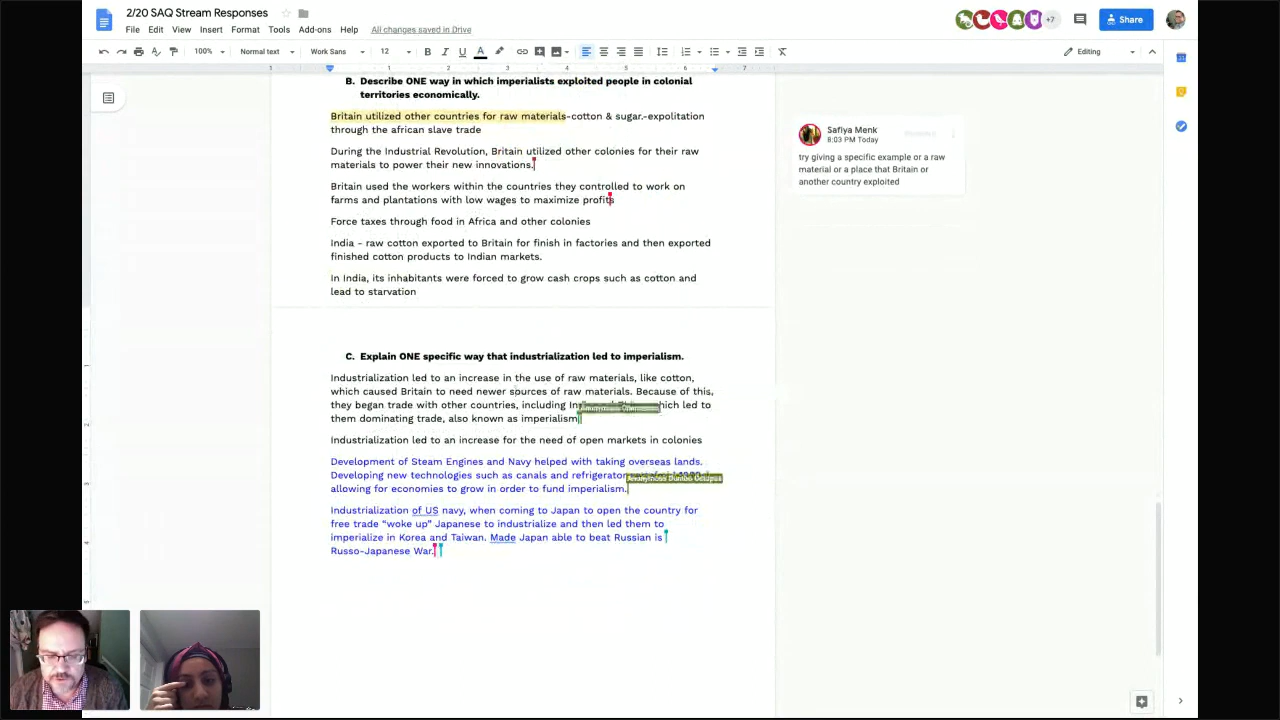 2/20 SAQ Stream Responses
File Edit View Insert Format Tools Add-ons Help All changes saved in Drive
+7
Share
100% Normal text Work Sans 12 B I U A Editing
1 1 2 3 4 5 6 7
B. Describe ONE way in which imperialists exploited people in colonial
territories economically.
Britain utilized other countries for raw materials-cotton & sugar.-expolitation
through the african slave trade
During the Industrial Revolution, Britain utilized other colonies for their raw
materials to power their new innovations.
Britain used the workers within the countries they controlled to work on
farms and plantations with low wages to maximize profits
Force taxes through food in Africa and other colonies
India - raw cotton exported to Britain for finish in factories and then exported
finished cotton products to Indian markets.
In India, its inhabitants were forced to grow cash crops such as cotton and
lead to starvation
Safiya Menk
8:03 PM Today
try giving a specific example or a raw
material or a place that Britain or
another country exploited
C. Explain ONE specific way that industrialization led to imperialism.
Industrialization led to an increase in the use of raw materials, like cotton,
which caused Britain to need newer sources of raw materials. Because of this,
they began trade with other countries, including which led to
them dominating trade, also known as imperialism
Industrialization led to an increase for the need of open markets in colonies
Development of Steam Engines and Navy helped with taking overseas lands.
Developing new technologies such as canals and refrigerator
Anonymous Dumbo Octopus
allowing for economies to grow in order to fund imperialism.
Industrialization of US navy, when coming to Japan to open the country for
free trade “woke up” Japanese to industrialize and then led them to
imperialize in Korea and Taiwan. Made Japan able to beat Russian is
Russo-Japanese War.